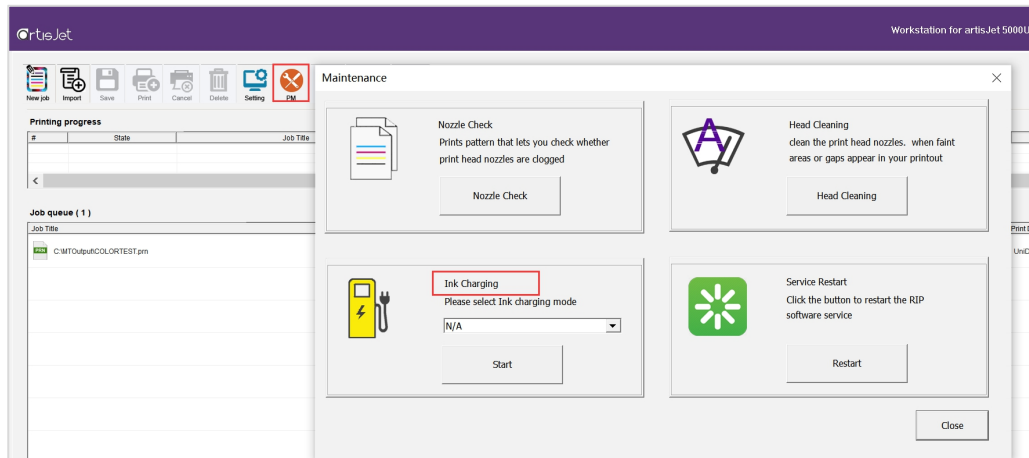 artisJet
Workstation for artisJet 5000U
New job Import Save Print Cancel Delete Setting PM
Maintenance
Printing progress
# State Job Title
Nozzle Check
Prints pattern that lets you check whether
print head nozzles are clogged
Nozzle Check
Head Cleaning
clean the print head nozzles. when faint
areas or gaps appear in your printout
Head Cleaning
Job queue ( 1 )
Job Title
Print D
PRN C:\MTOutput\COLORTEST.prn
UniD
Ink Charging
Please select Ink charging mode
N/A
Start
Service Restart
Click the button to restart the RIP
software service
Restart
Close